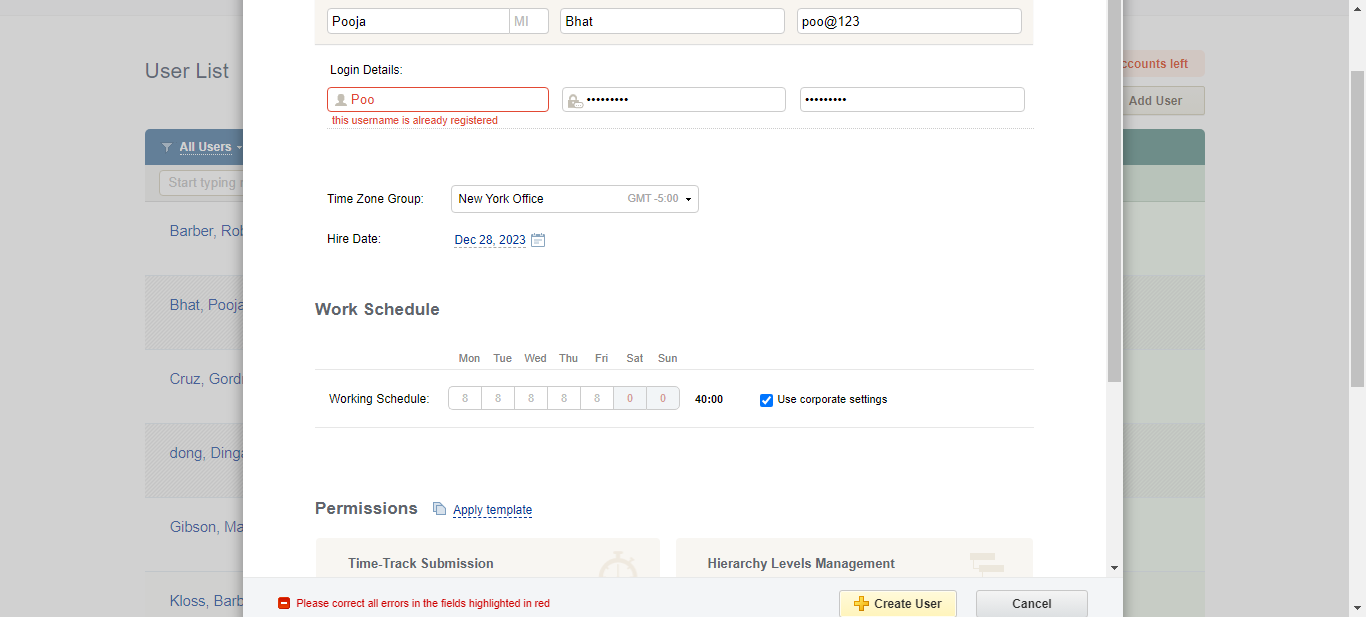 Pooja MI Bhat poo@123
Login Details:
User List
ccounts left
Poo ••••••••• •••••••••
Add User
this username is already registered
All Users
Start typing
Time Zone Group: New York Office GMT -5:00
Barber, Rob
Hire Date: Dec 28, 2023
Bhat, Pooja
Work Schedule
Mon Tue Wed Thu Fri Sat Sun
Cruz, Gord
Working Schedule: 8 8 8 8 8 0 0 40:00 Use corporate settings
dong, Ding
Permissions Apply template
Gibson, Ma
Time-Track Submission Hierarchy Levels Management
Kloss, Barb
Please correct all errors in the fields highlighted in red Create User Cancel